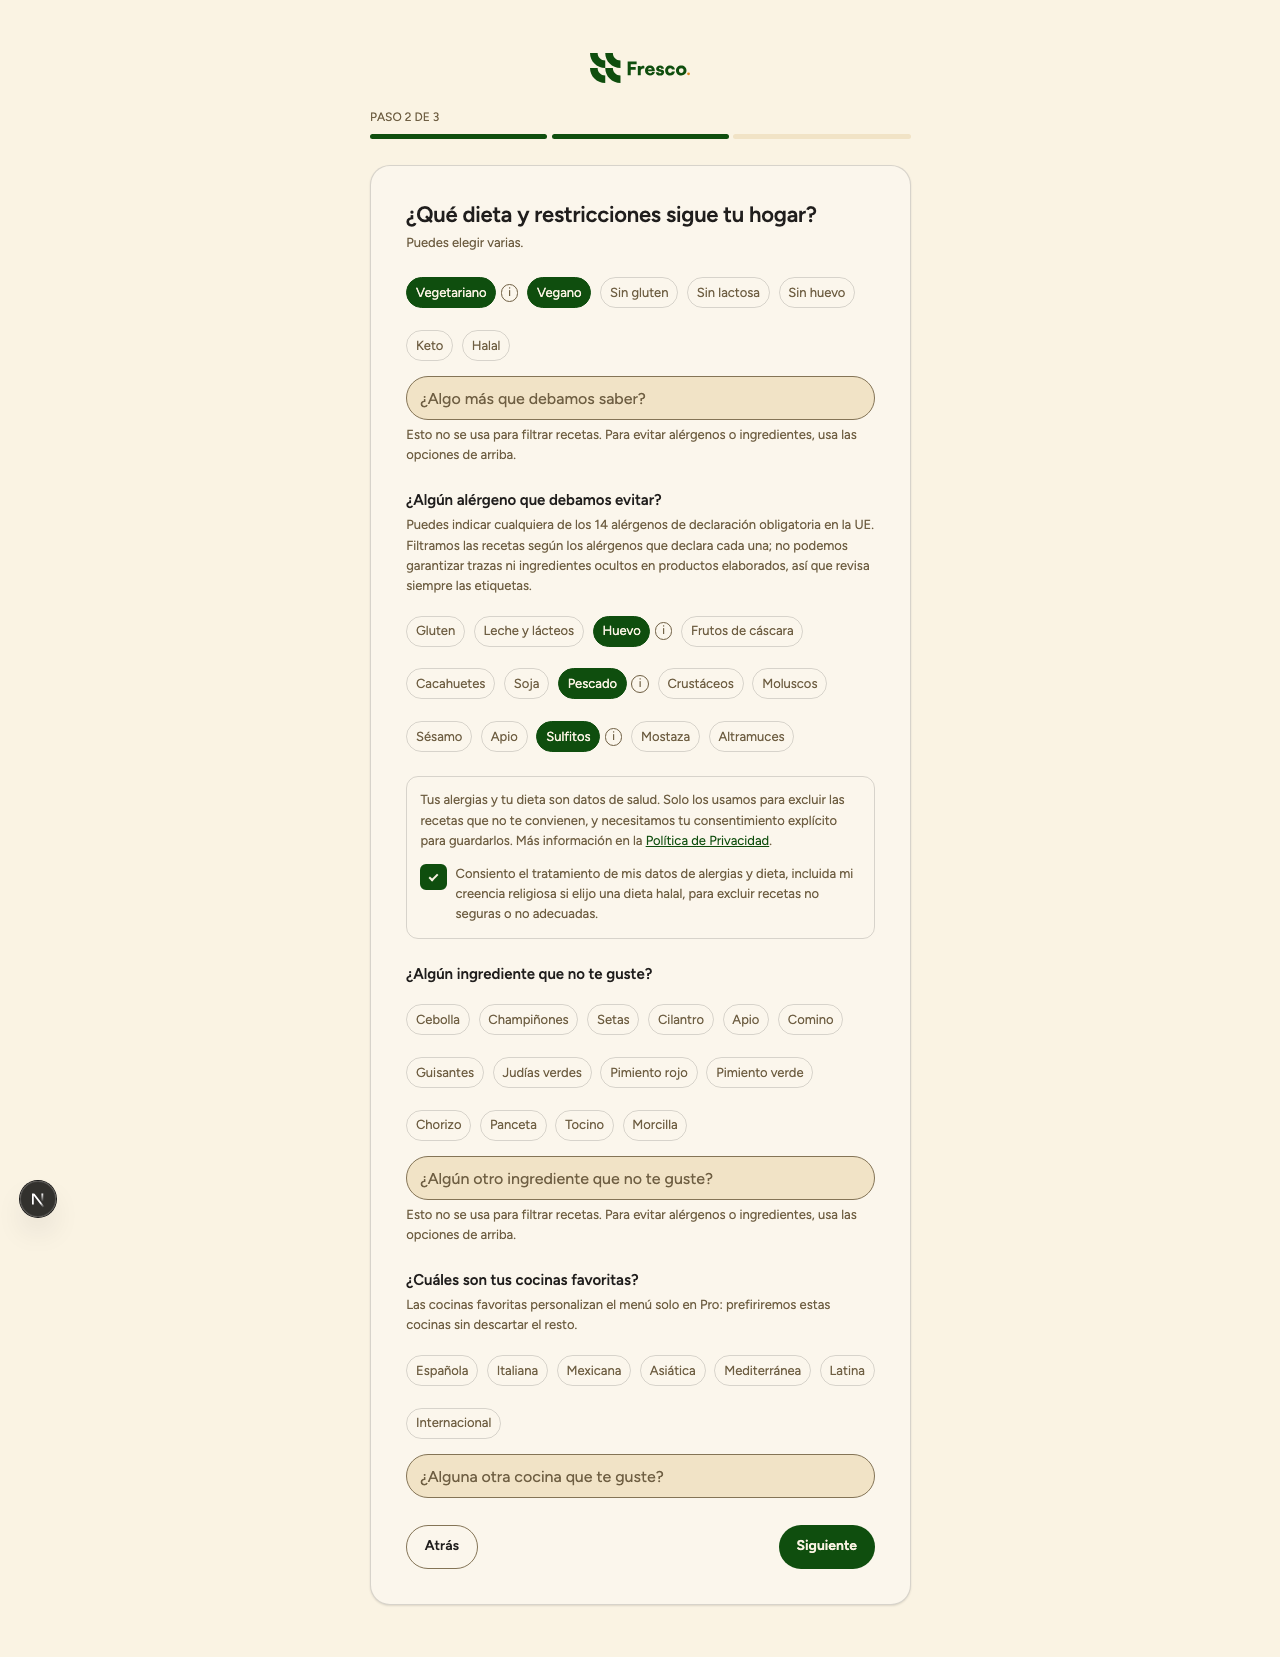 Fresco.
PASO 2 DE 3
¿Qué dieta y restricciones sigue tu hogar?
Puedes elegir varias.
Vegetariano i Vegano Sin gluten Sin lactosa Sin huevo
Keto Halal
¿Algo más que debamos saber?
Esto no se usa para filtrar recetas. Para evitar alérgenos o ingredientes, usa las
opciones de arriba.
¿Algún alérgeno que debamos evitar?
Puedes indicar cualquiera de los 14 alérgenos de declaración obligatoria en la UE.
Filtramos las recetas según los alérgenos que declara cada una; no podemos
garantizar trazas ni ingredientes ocultos en productos elaborados, así que revisa
siempre las etiquetas.
Gluten Leche y lácteos Huevo i Frutos de cáscara
Cacahuetes Soja Pescado i Crustáceos Moluscos
Sésamo Apio Sulfitos i Mostaza Altramuces
Tus alergias y tu dieta son datos de salud. Solo los usamos para excluir las
recetas que no te convienen, y necesitamos tu consentimiento explícito
para guardarlos. Más información en la Política de Privacidad.
Consiento el tratamiento de mis datos de alergias y dieta, incluida mi
creencia religiosa si elijo una dieta halal, para excluir recetas no
seguras o no adecuadas.
¿Algún ingrediente que no te guste?
Cebolla Champiñones Setas Cilantro Apio Comino
Guisantes Judías verdes Pimiento rojo Pimiento verde
Chorizo Panceta Tocino Morcilla
¿Algún otro ingrediente que no te guste?
N
Esto no se usa para filtrar recetas. Para evitar alérgenos o ingredientes, usa las
opciones de arriba.
¿Cuáles son tus cocinas favoritas?
Las cocinas favoritas personalizan el menú solo en Pro: prefiriremos estas
cocinas sin descartar el resto.
Española Italiana Mexicana Asiática Mediterránea Latina
Internacional
¿Alguna otra cocina que te guste?
Atrás Siguiente